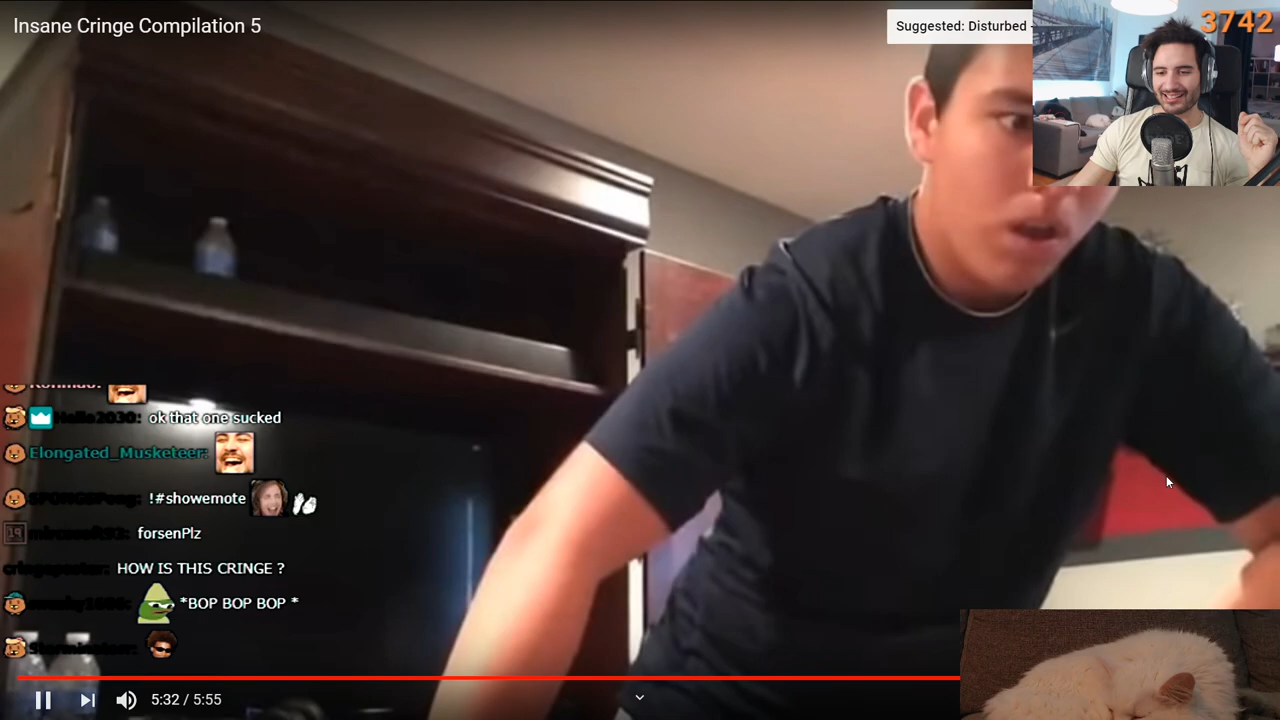 Insane Cringe Compilation 5
Suggested: Disturbed -
3742
ok that one sucked
Elongated_Musketeer:
!#showemote
19
forsenPlz
HOW IS THIS CRINGE ?
*BOP BOP BOP *
5:32 / 5:55